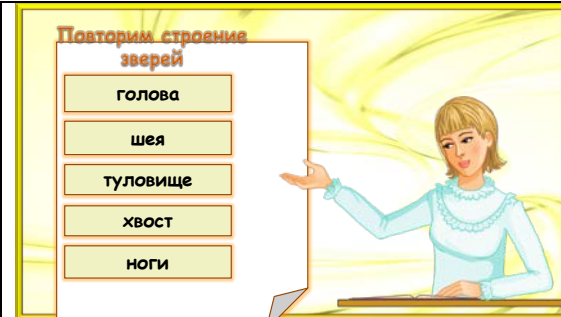 Повторим строение
зверей
голова
шея
туловище
хвост
ноги